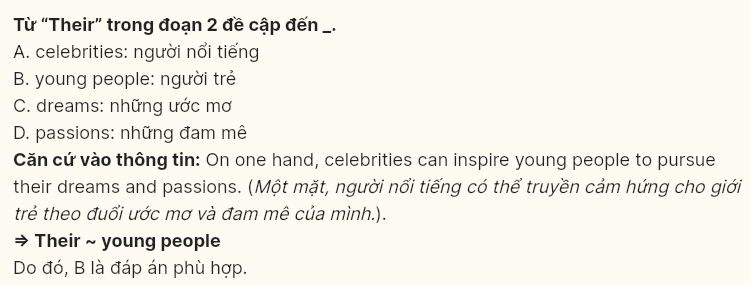 Từ “Their” trong đoạn 2 đề cập đến _.
A. celebrities: người nổi tiếng
B. young people: người trẻ
C. dreams: những ước mơ
D. passions: những đam mê
Căn cứ vào thông tin: On one hand, celebrities can inspire young people to pursue
their dreams and passions. (Một mặt, người nổi tiếng có thể truyền cảm hứng cho giới
trẻ theo đuổi ước mơ và đam mê của mình.).
⇒ Their ~ young people
Do đó, B là đáp án phù hợp.